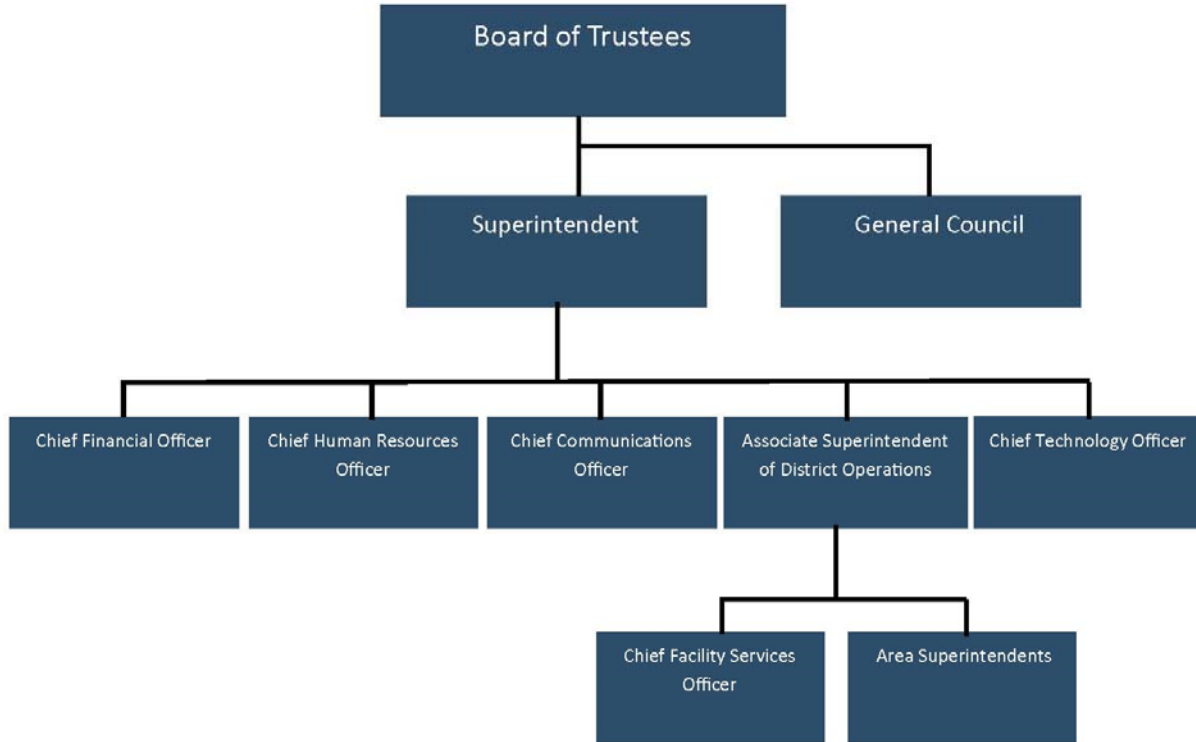 Board of Trustees
Superintendent
General Council
Chief Financial Officer
Chief Human Resources
Officer
Chief Communications
Officer
Associate Superintendent
of District Operations
Chief Technology Officer
Chief Facility Services
Officer
Area Superintendents